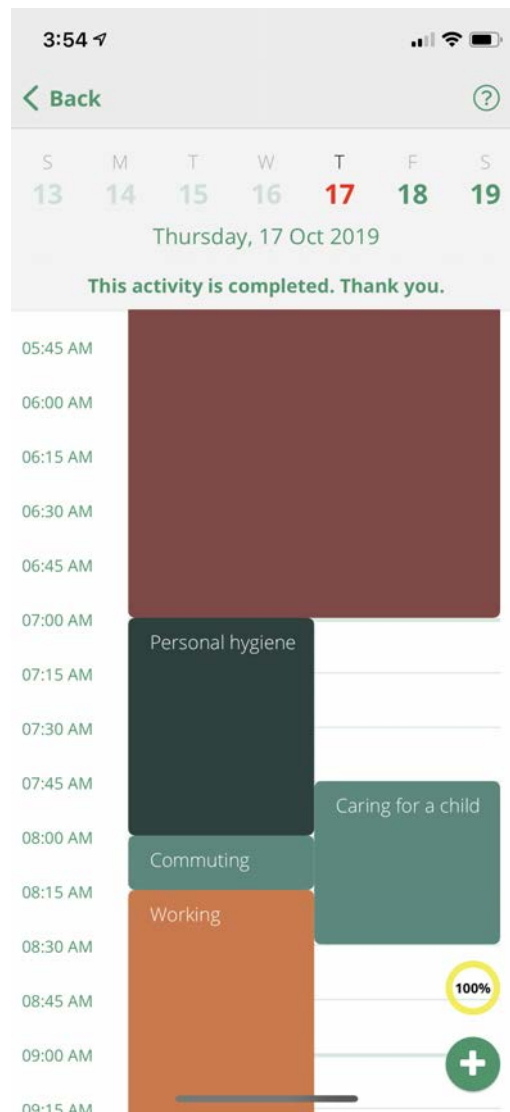 3:54
Back
?
S M T W T F S
13 14 15 16 17 18 19
Thursday, 17 Oct 2019
This activity is completed. Thank you.
05:45 AM
06:00 AM
06:15 AM
06:30 AM
06:45 AM
07:00 AM
Personal hygiene
07:15 AM
07:30 AM
07:45 AM
Caring for a child
08:00 AM
Commuting
08:15 AM
Working
08:30 AM
100%
08:45 AM
09:00 AM
+
09:15 AM